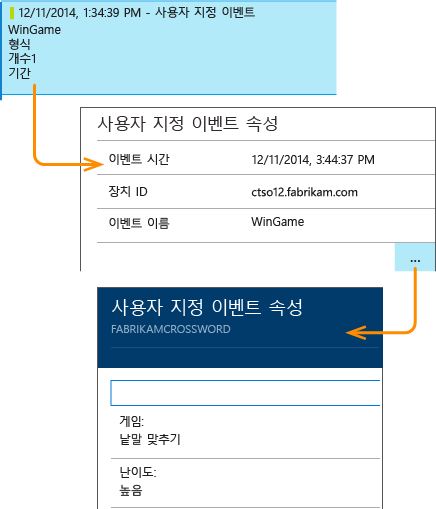 12/11/2014, 1:34:39 PM - 사용자 지정 이벤트
WinGame
형식
개수1
기간
사용자 지정 이벤트 속성
이벤트 시간 12/11/2014, 3:44:37 PM
장치 ID ctso12.fabrikam.com
이벤트 이름 WinGame
...
사용자 지정 이벤트 속성
FABRIKAMCROSSWORD
게임:
낱말 맞추기
난이도:
높음